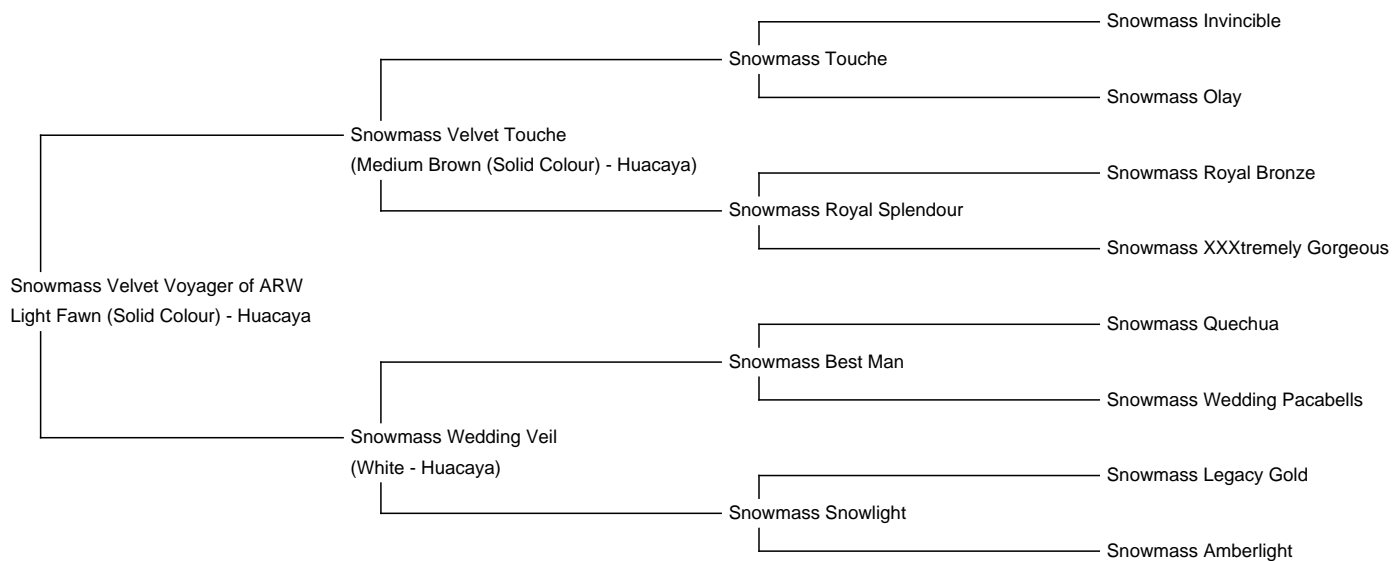 Snowmass Invincible
Snowmass Touche
Snowmass Olay
Snowmass Velvet Touche
(Medium Brown (Solid Colour) - Huacaya)
Snowmass Royal Bronze
Snowmass Royal Splendour
Snowmass XXXtremely Gorgeous
Snowmass Velvet Voyager of ARW
Light Fawn (Solid Colour) - Huacaya
Snowmass Quechua
Snowmass Best Man
Snowmass Wedding Pacabells
Snowmass Wedding Veil
(White - Huacaya)
Snowmass Legacy Gold
Snowmass Snowlight
Snowmass Amberlight